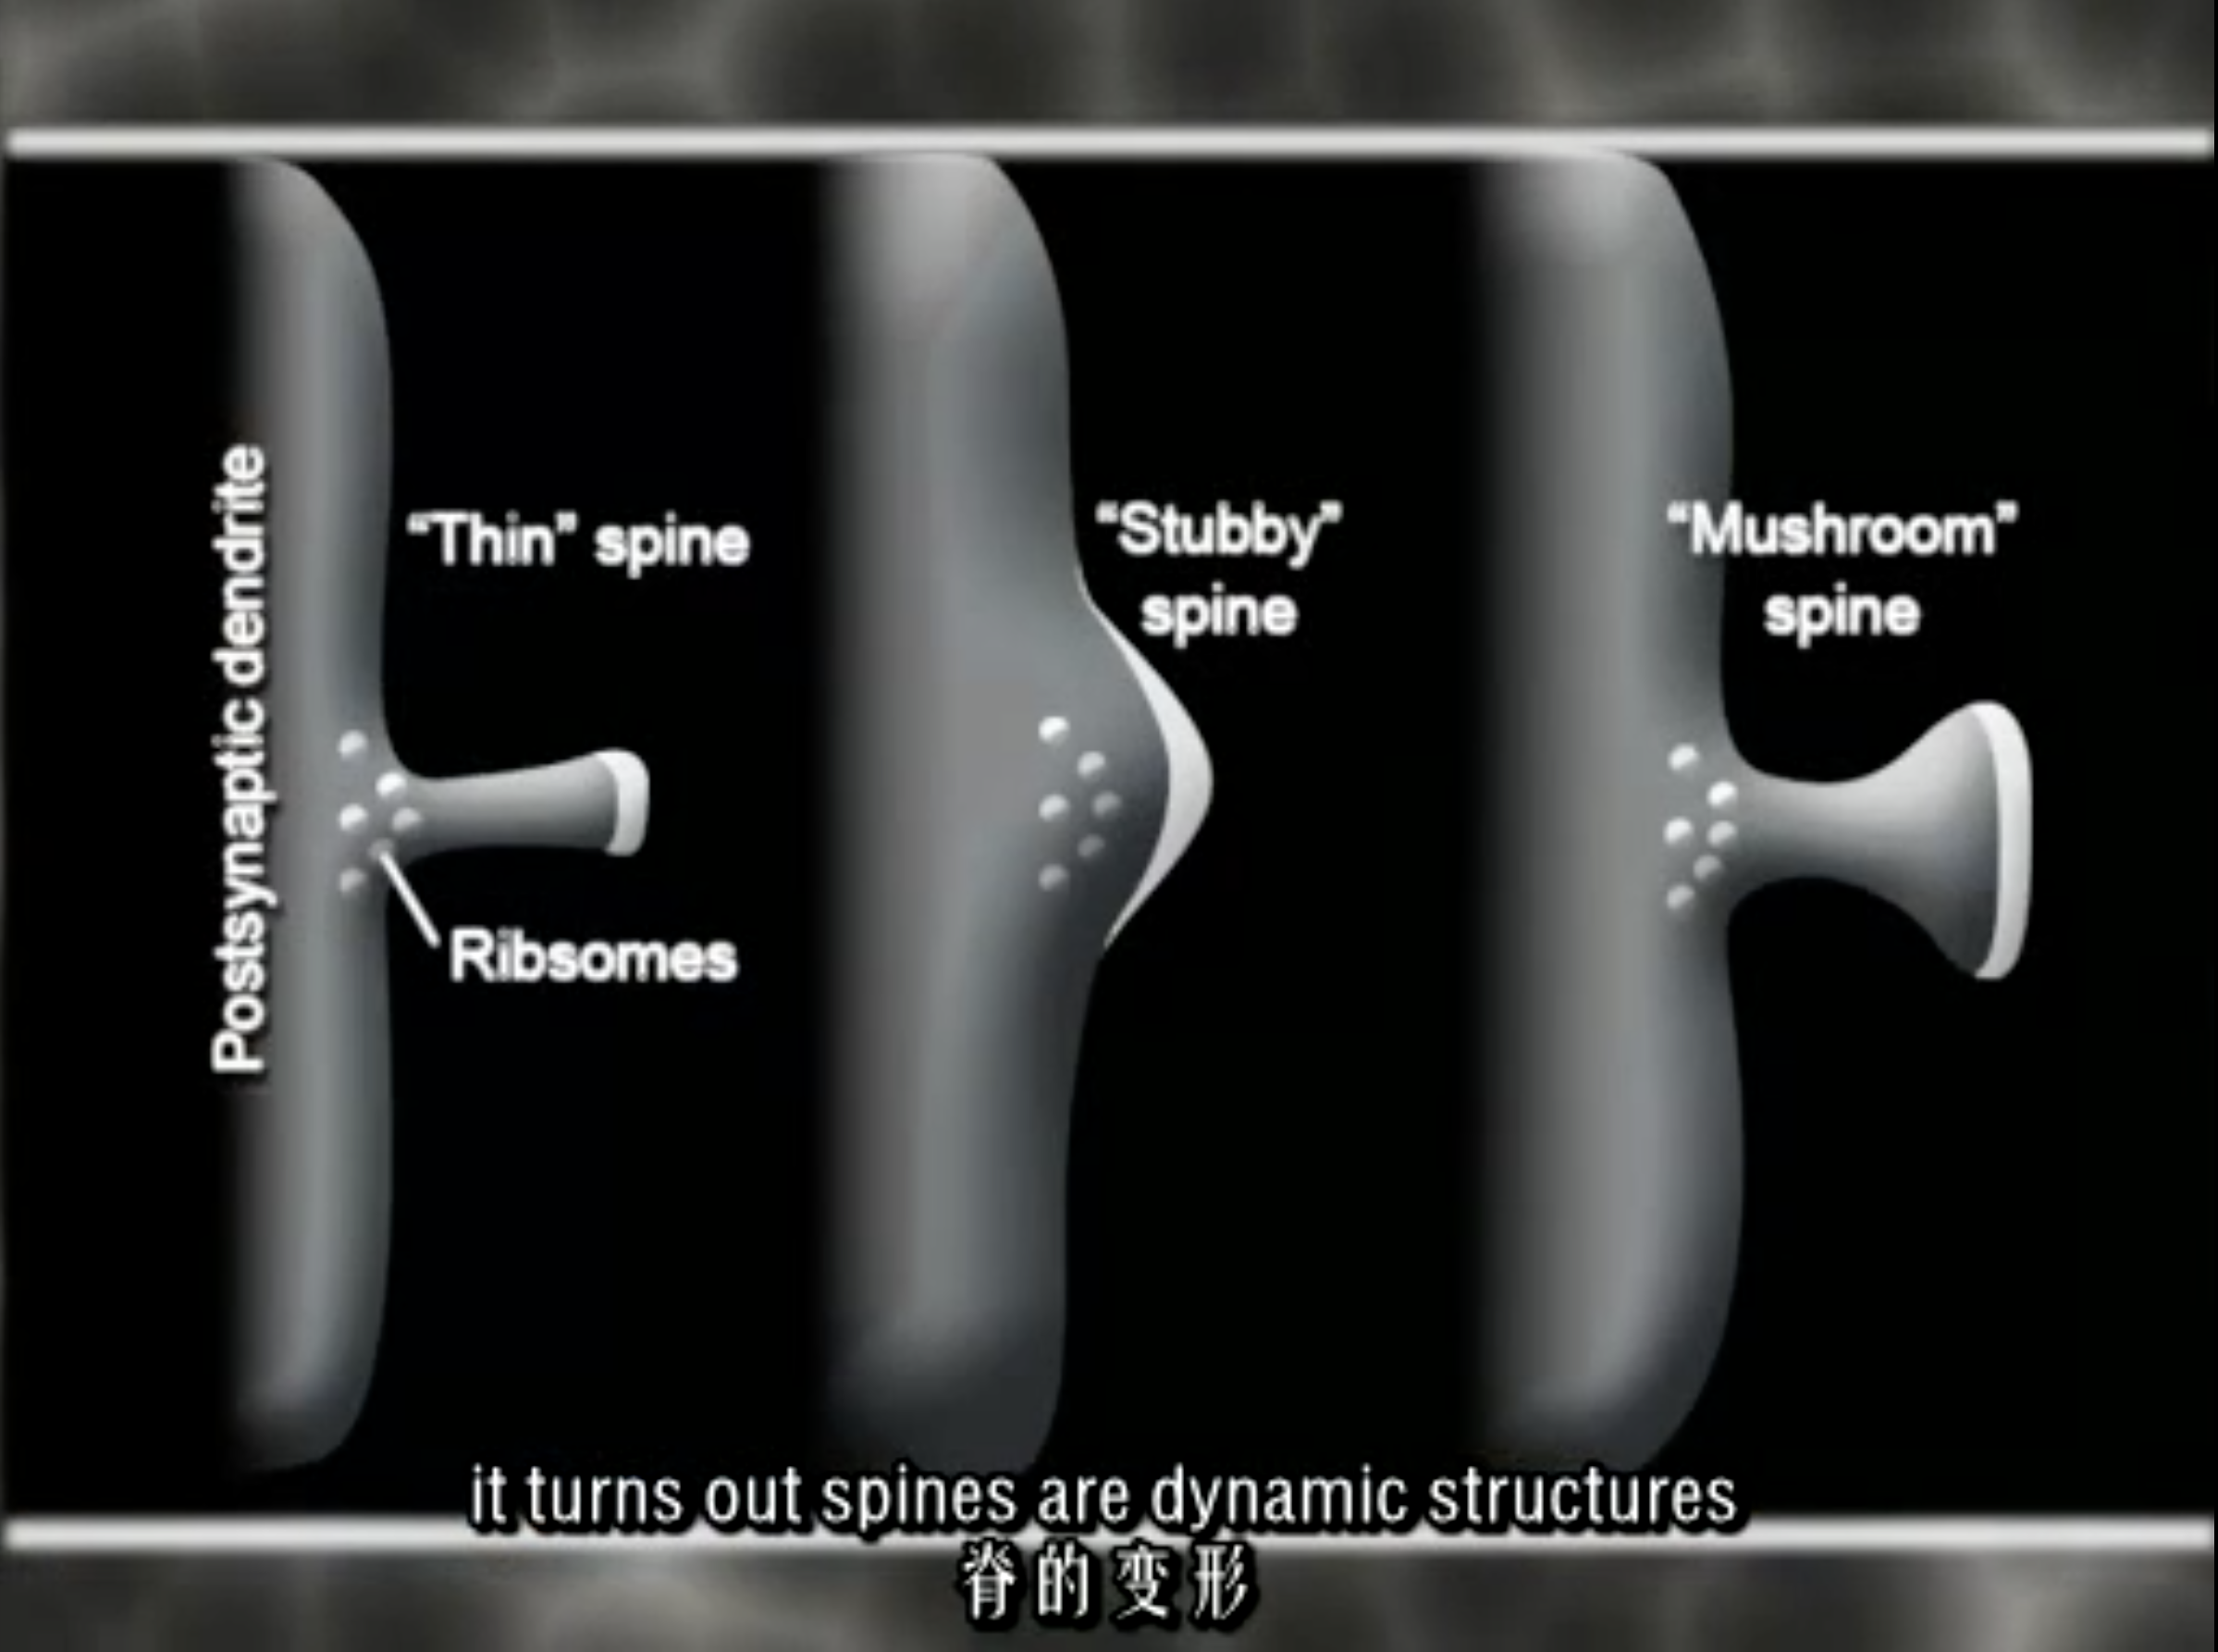 Postsynaptic dendrite
“Thin” spine
Ribsomes
“Stubby”
spine
“Mushroom”
spine
it turns out spines are dynamic structures
脊的变形